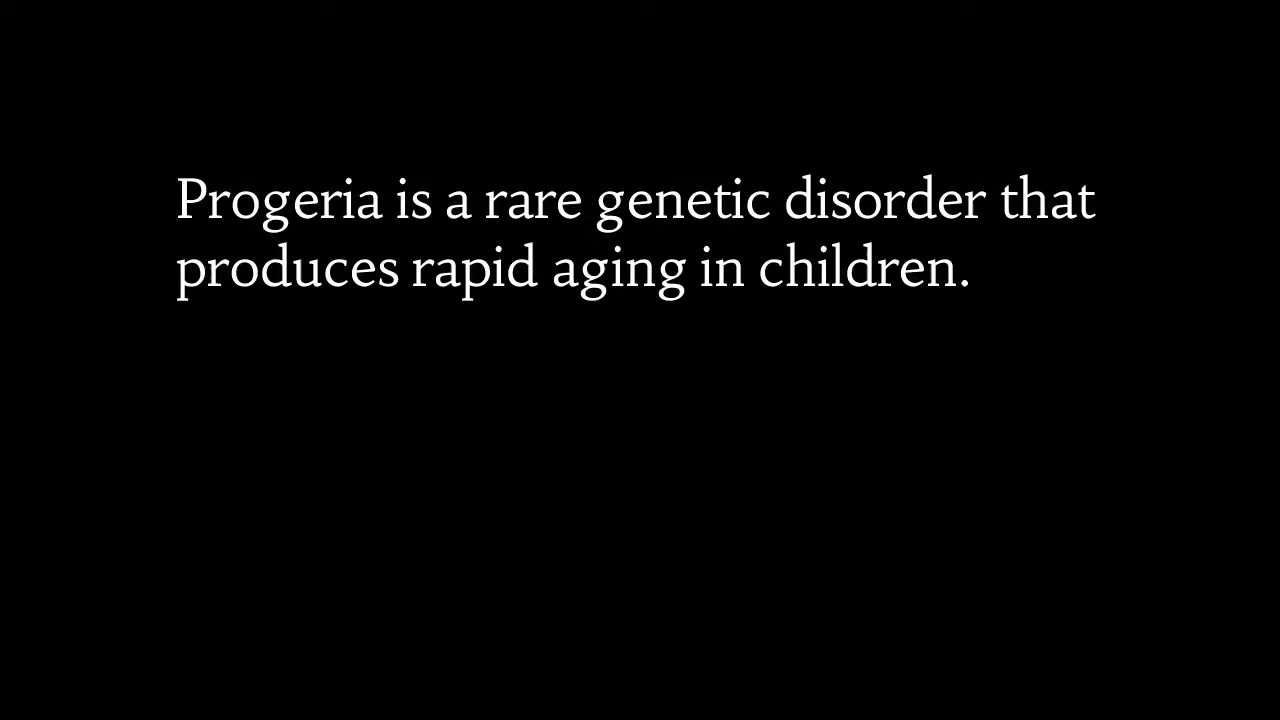 Progeria is a rare genetic disorder that
produces rapid aging in children.